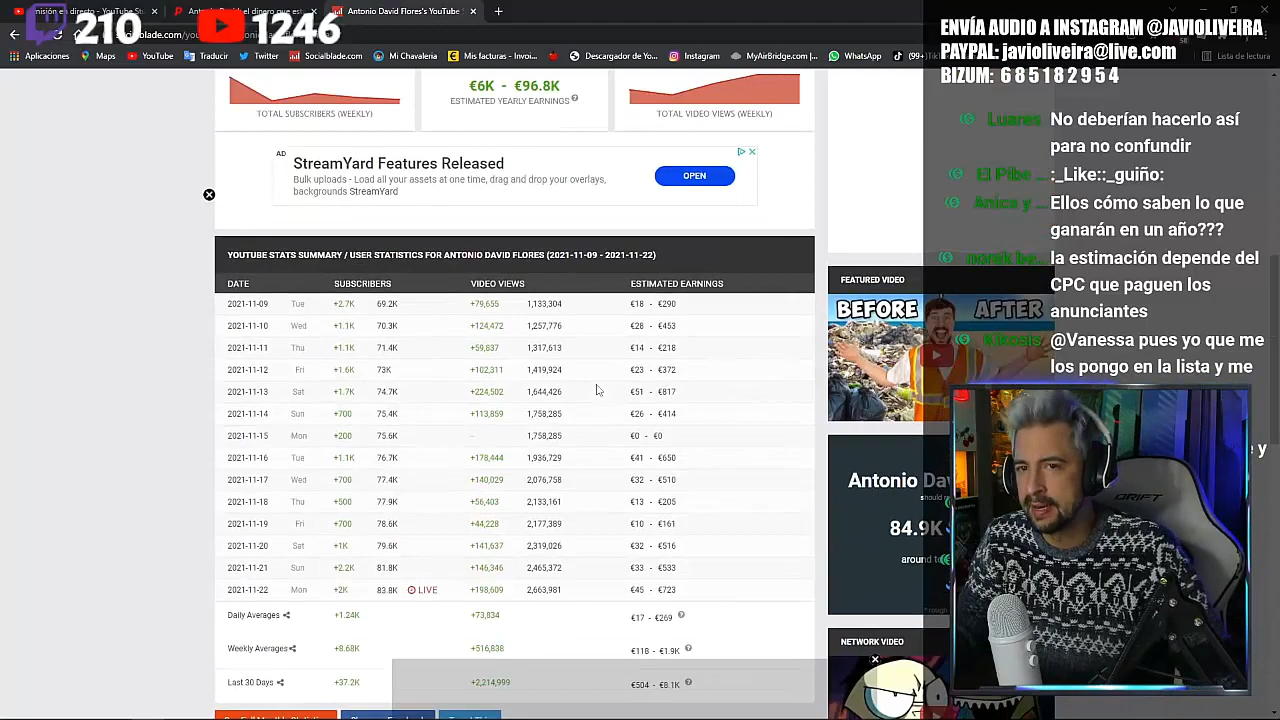 210 1246
Antonio David Flores's YouTube S
Aplicaciones Maps YouTube Twitter Socialblade.com Mi Chavaleria Mis facturas - Invoi... Descargador de Yo... Instagram MyAirBridge.com |... WhatsApp Lista de lectura
ENVÍA AUDIO A INSTAGRAM @JAVIOLIVEIRA
PAYPAL: javioliveira@live.com
BIZUM: 685182954
€6K - €96.8K
ESTIMATED YEARLY EARNINGS
TOTAL SUBSCRIBERS (WEEKLY)
TOTAL VIDEO VIEWS (WEEKLY)
AD
StreamYard Features Released
Bulk uploads - Load all your assets at one time, drag and drop your overlays,
backgrounds StreamYard
OPEN
YOUTUBE STATS SUMMARY / USER STATISTICS FOR ANTONIO DAVID FLORES (2021-11-09 - 2021-11-22)
DATE SUBSCRIBERS VIDEO VIEWS ESTIMATED EARNINGS
2021-11-09 Tue +2.7K 69.2K +79,655 1,133,304 €18 - €290
2021-11-10 Wed +1.1K 70.3K +124,472 1,257,776 €28 - €453
2021-11-11 Thu +1.1K 71.4K +59,837 1,317,613 €14 - €218
2021-11-12 Fri +1.6K 73K +102,311 1,419,924 €23 - €372
2021-11-13 Sat +1.7K 74.7K +224,502 1,644,426 €51 - €817
2021-11-14 Sun +700 75.4K +113,859 1,758,285 €26 - €414
2021-11-15 Mon +200 75.6K -- 1,758,285 €0 - €0
2021-11-16 Tue +1.1K 76.7K +178,444 1,936,729 €41 - €650
2021-11-17 Wed +700 77.4K +140,029 2,076,758 €32 - €510
2021-11-18 Thu +500 77.9K +56,403 2,133,161 €13 - €205
2021-11-19 Fri +700 78.6K +44,228 2,177,389 €10 - €161
2021-11-20 Sat +1K 79.6K +141,637 2,319,026 €32 - €516
2021-11-21 Sun +2.2K 81.8K +146,346 2,465,372 €33 - €533
2021-11-22 Mon +2K 83.8K LIVE +198,609 2,663,981 €45 - €723
Daily Averages +1.24K +73,834 €17 - €269
Weekly Averages +8.68K +516,838 €118 - €1.9K
Last 30 Days +37.2K +2,214,999 €504 - €8.1K
FEATURED VIDEO
BEFORE AFTER
Antonio Dav
84.9K
around to
NETWORK VIDEO
Luares No deberían hacerlo así
para no confundir
El Pibe ... :_Like::_guiño:
Anica y ... Ellos cómo saben lo que
ganarán en un año???
la estimación depende del
CPC que paguen los
anunciantes
@Vanessa pues yo que me
los pongo en la lista y me
y
DRIFT